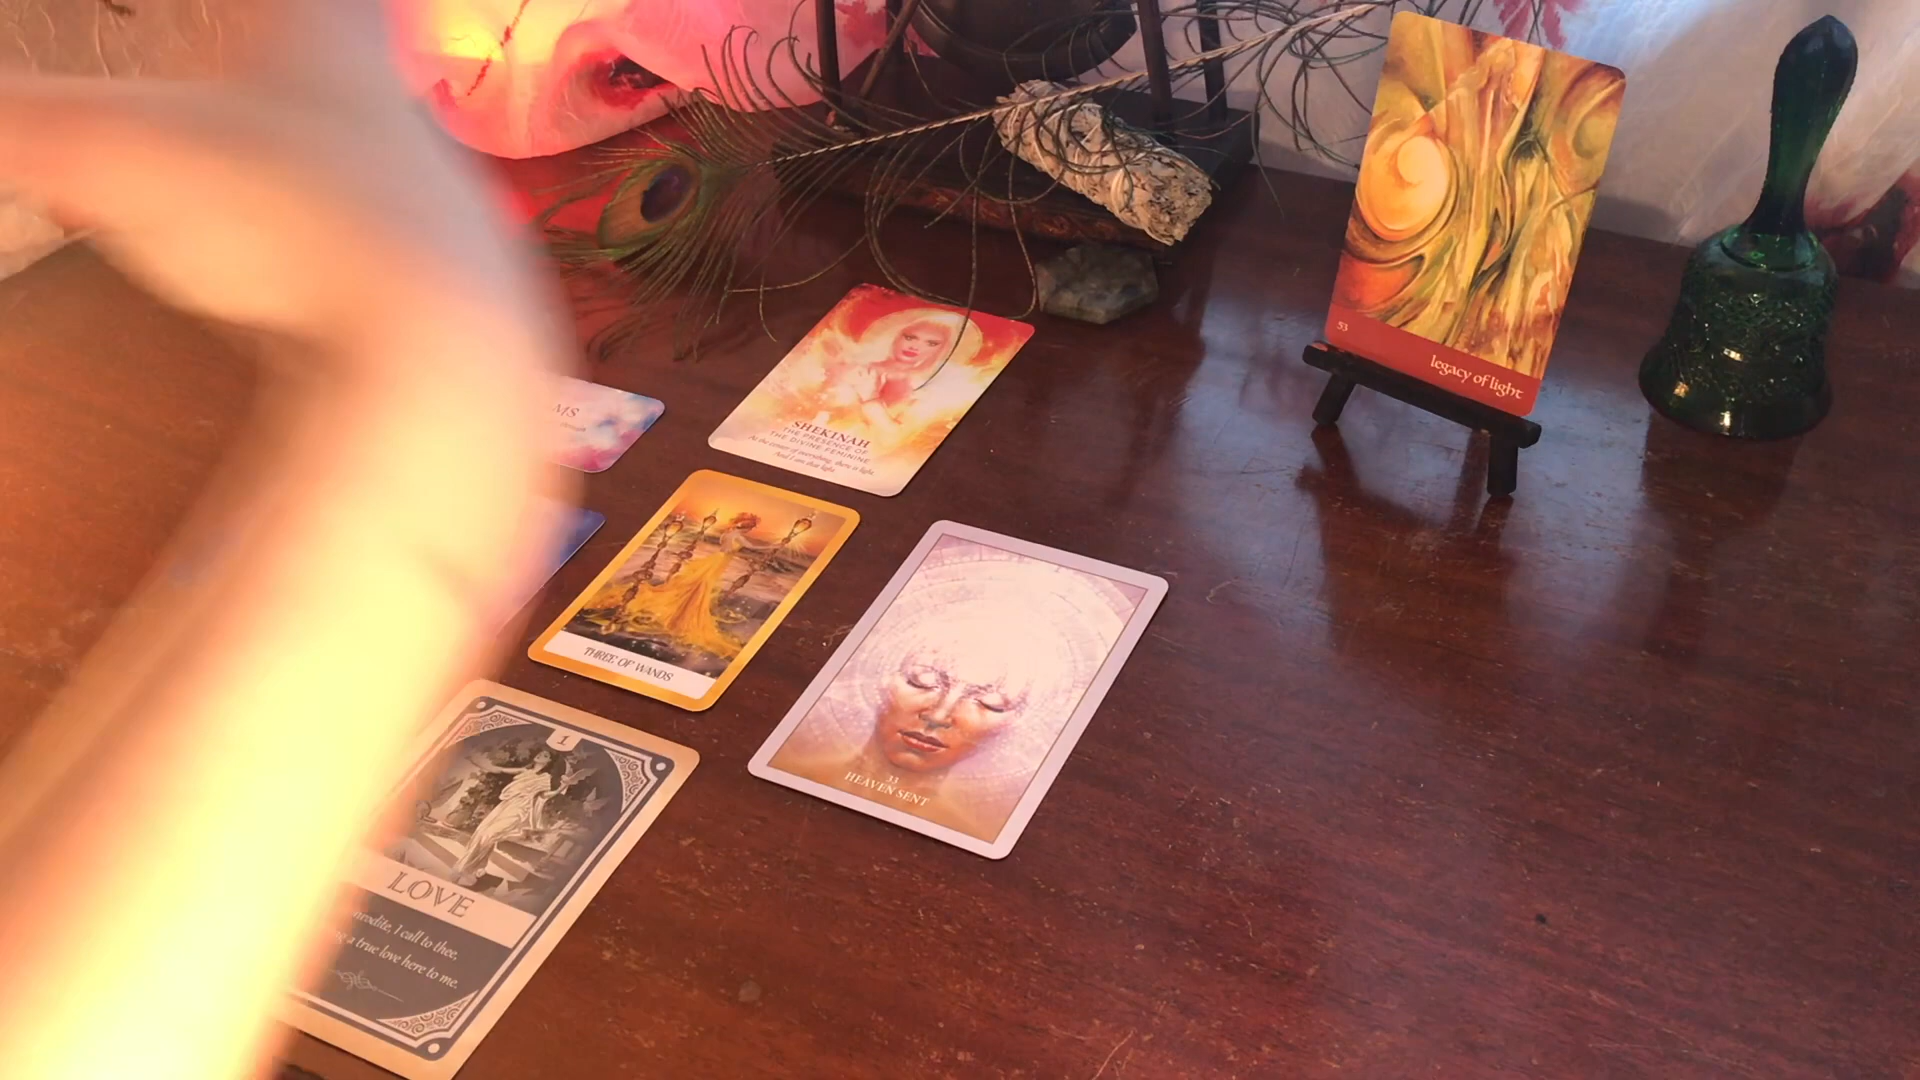 53
legacy of light
MS
SHEKINAH
THE PRESENCE OF
THE DIVINE FEMININE
At the center of everything, there is light
And I am that light
THREE OF WANDS
33
HEAVEN SENT
1
LOVE
I call to thee,
a true love here to me.